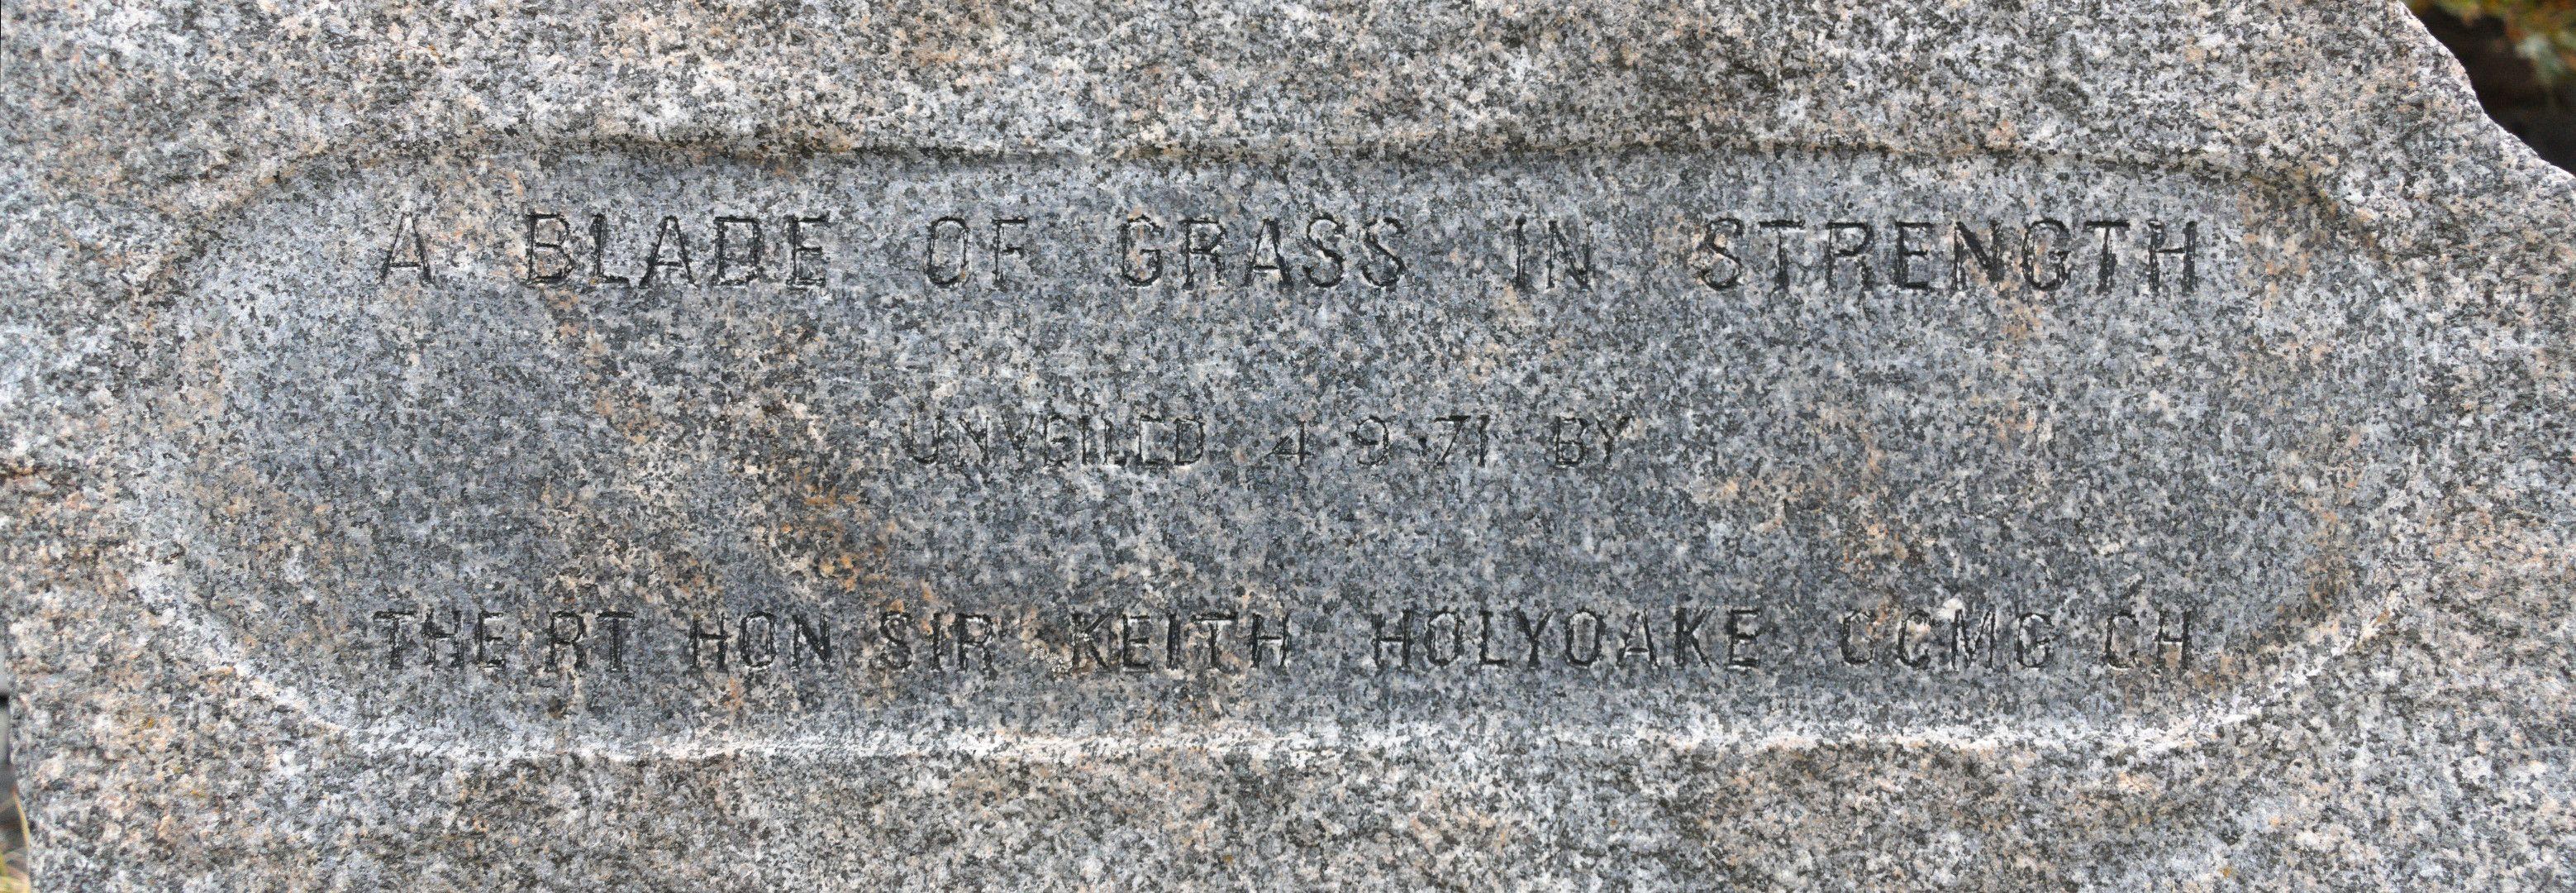 A BLADE OF GRASS IN STRENGTH
UNVEILED 4 9 71 BY
THE RT HON SIR KEITH HOLYOAKE GCMG CH